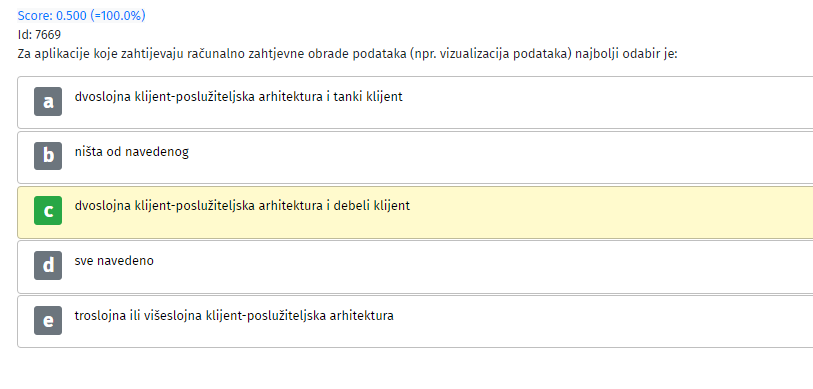 Score: 0.500 (=100.0%)
Id: 7669
Za aplikacije koje zahtijevaju računalno zahtjevne obrade podataka (npr. vizualizacija podataka) najbolji odabir je:
a dvoslojna klijent-poslužiteljska arhitektura i tanki klijent
b ništa od navedenog
c dvoslojna klijent-poslužiteljska arhitektura i debeli klijent
d sve navedeno
e troslojna ili višeslojna klijent-poslužiteljska arhitektura